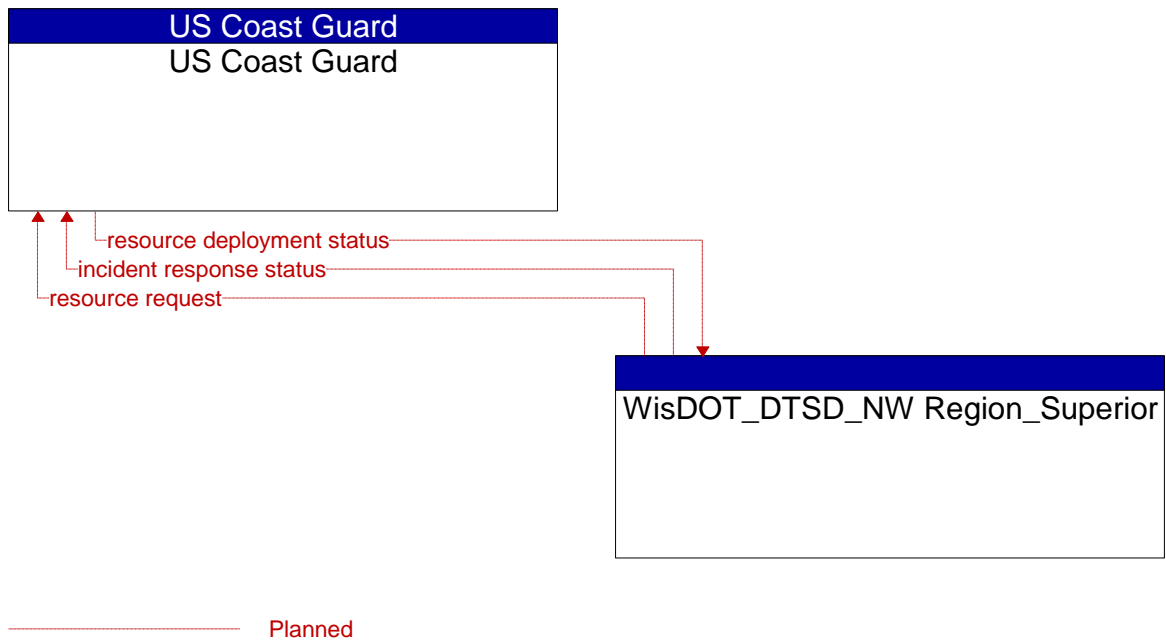 US Coast Guard
US Coast Guard
resource deployment status
incident response status
resource request
WisDOT_DTSD_NW Region_Superior
Planned